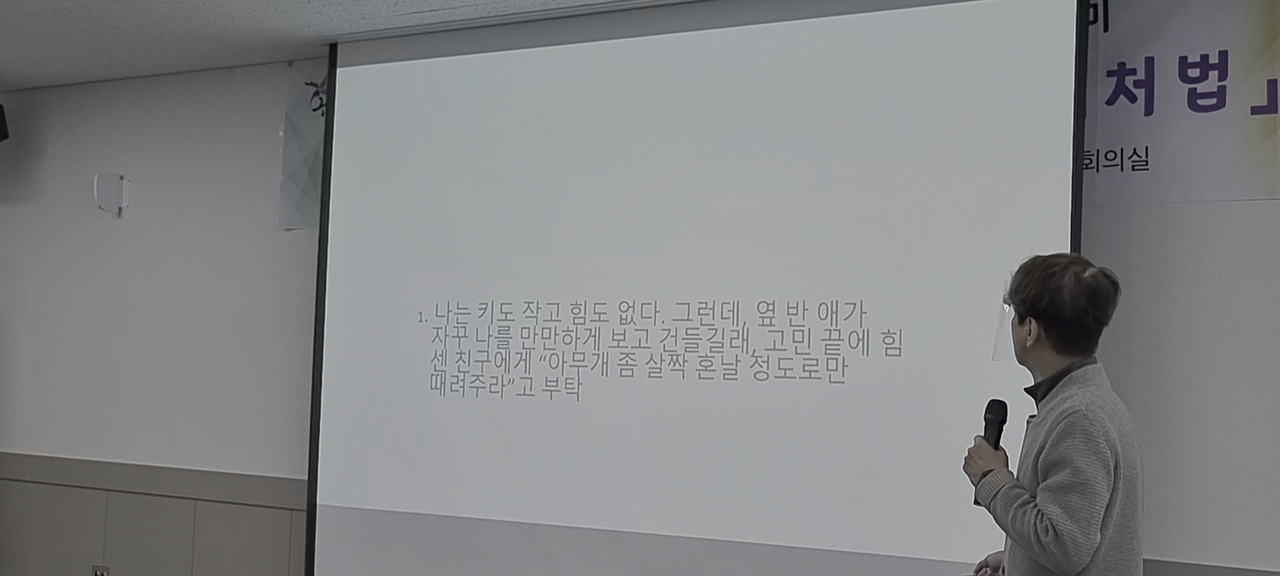 1. 나는 키도 작고 힘도 없다. 그런데, 옆 반 애가
자꾸 나를 만만하게 보고 건들길래, 고민 끝에 힘
센 친구에게 “아무개 좀 살짝 혼날 정도로만
때려주라”고 부탁
처법」
회의실